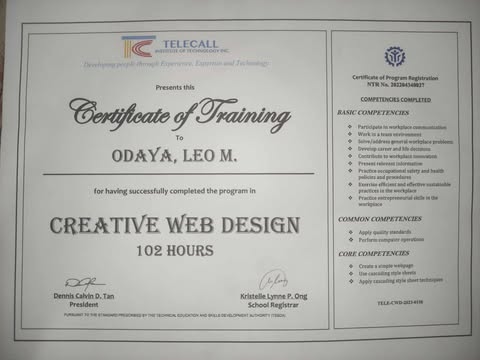 TCC
TELECALL
INSTITUTE OF TECHNOLOGY INC.
Developing people through Experience, Expertise and Technology
Presents this
Certificate of Training
To
ODAYA, LEO M.
for having successfully completed the program in
CREATIVE WEB DESIGN
102 HOURS
Dennis Calvin D. Tan
President
Kristelle Lynne P. Ong
School Registrar
PURSUANT TO THE STANDARD PRESCRIBED BY THE TECHNICAL EDUCATION AND SKILLS DEVELOPMENT AUTHORITY (TESDA)
Certificate of Program Registration
NTR No.
COMPETENCIES COMPLETED
BASIC COMPETENCIES
Participate to workplace communication
Work in a team environment
Solve/address general workplace problems
Develop career and life decisions
Contribute to workplace innovation
Present relevant information
Practice occupational safety and health
policies and procedures
Exercise efficient and effective sustainable
practices in the workplace
Practice entrepreneurial skills in the
workplace
COMMON COMPETENCIES
Apply quality standards
Perform computer operations
CORE COMPETENCIES
Create a simple webpage
Use cascading style sheets
Apply cascading style sheet techniques
TELE-CWD-2023-0158